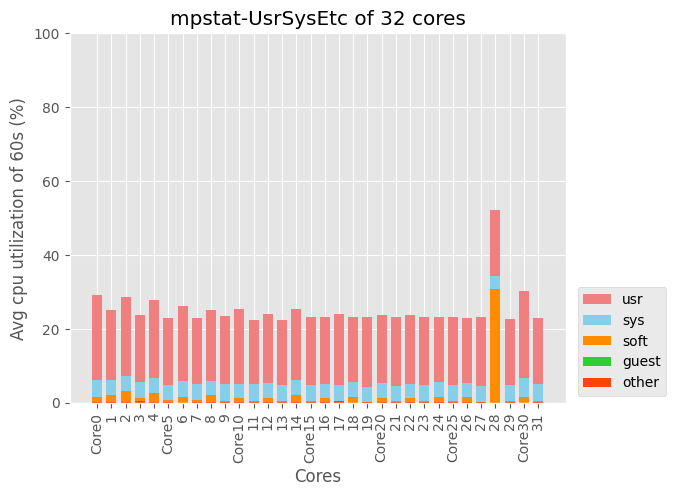 mpstat-UsrSysEtc of 32 cores
Avg cpu utilization of 60s (%)
100
80
60
40
20
0
Core0
1
2
3
4
Core5
6
7
8
9
Core10
11
12
13
14
Core15
16
17
18
19
Core20
21
22
23
24
Core25
26
27
28
29
Core30
31
Cores
usr
sys
soft
guest
other